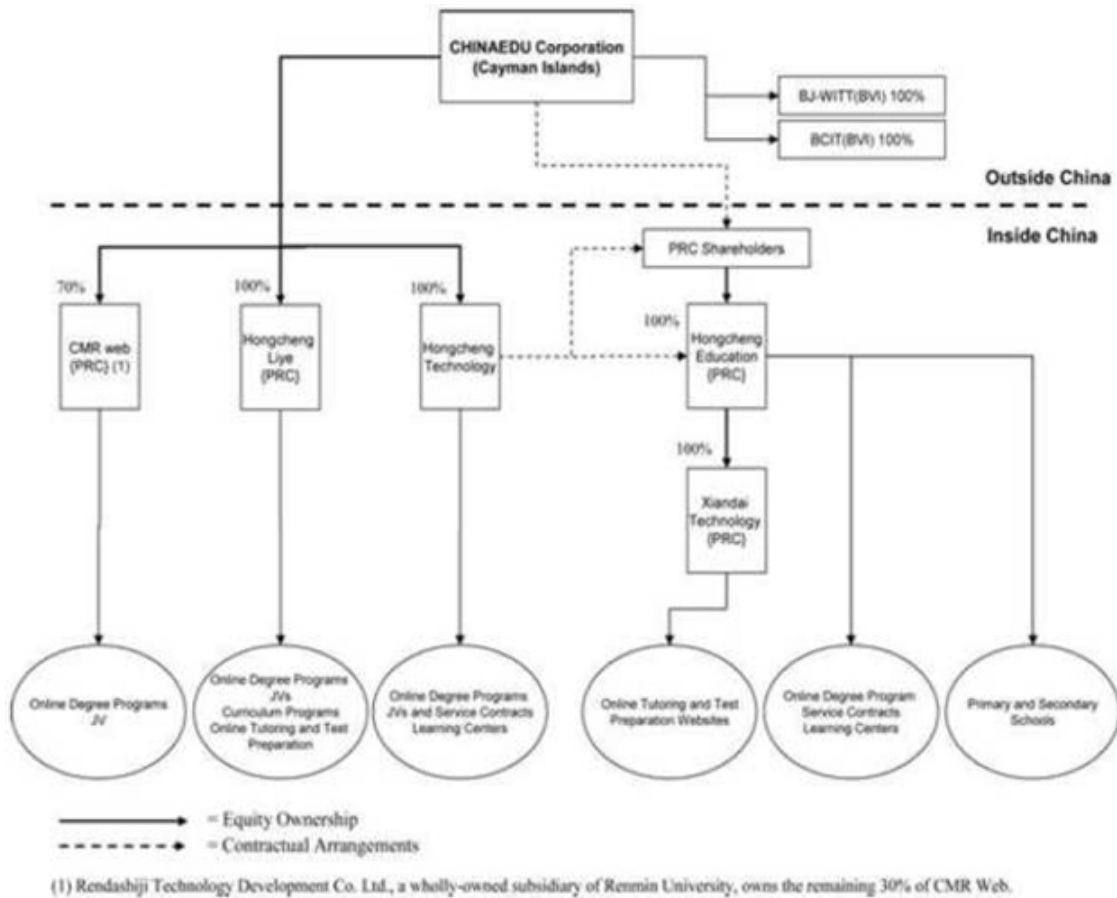 CHINAEDU Corporation
(Cayman Islands)
BJ-WITT(BVI) 100%
BCIT(BVI) 100%
Outside China
Inside China
PRC Shareholders
70%
100%
100%
100%
CMR web
{PRC} (1)
Hongcheng
Liye
{PRC}
Hongcheng
Technology
Hongcheng
Education
{PRC}
100%
Xiandai
Technology
{PRC}
Online Degree Programs
JV
Online Degree Programs
JVs
Curriculum Programs
Online Tutoring and Test
Preparation
Online Degree Programs
JVs and Service Contracts
Learning Centers
Online Tutoring and Test
Preparation Websites
Online Degree Program
Service Contracts
Learning Centers
Primary and Secondary
Schools
= Equity Ownership
= Contractual Arrangements
(1) Rendashiji Technology Development Co. Ltd., a wholly-owned subsidiary of Renmin University, owns the remaining 30% of CMR Web.